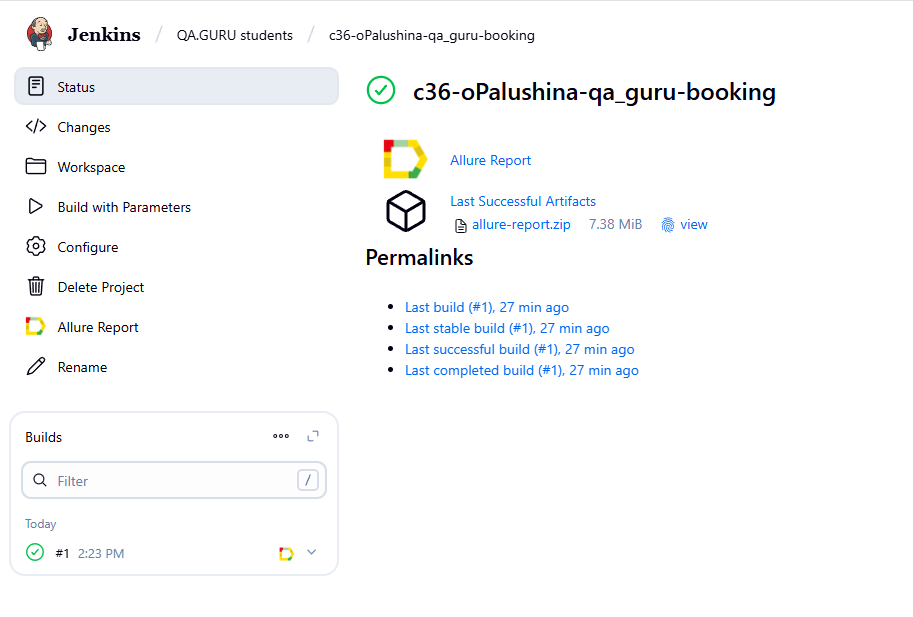 Jenkins / QA.GURU students / c36-oPalushina-qa_guru-booking
Status
Changes
Workspace
Build with Parameters
Configure
Delete Project
Allure Report
Rename
Builds
Filter /
Today
#1 2:23 PM
c36-oPalushina-qa_guru-booking
Allure Report
Last Successful Artifacts
allure-report.zip 7.38 MiB view
Permalinks
Last build (#1), 27 min ago
Last stable build (#1), 27 min ago
Last successful build (#1), 27 min ago
Last completed build (#1), 27 min ago